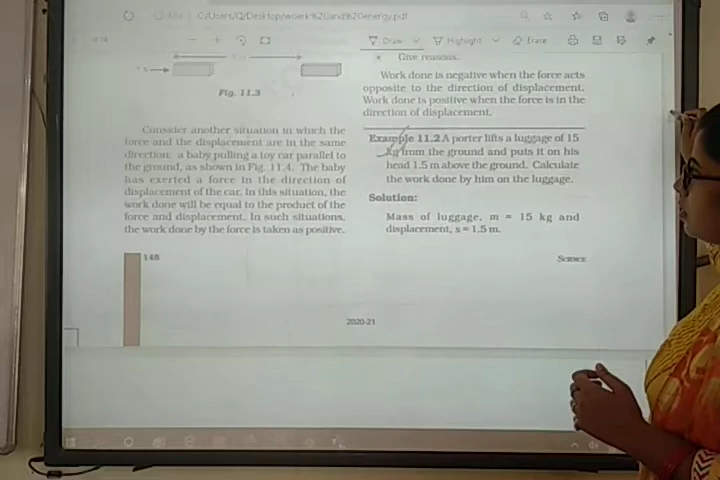 File C:/Users/Q/Desktop/woerk%20and%20energy.pdf
Draw Highlight Erase
Fig. 11.3
Consider another situation in which the
force and the displacement are in the same
direction: a baby pulling a toy car parallel to
the ground, as shown in Fig. 11.4. The baby
has exerted a force in the direction of
displacement of the car. In this situation, the
work done will be equal to the product of the
force and displacement. In such situations,
the work done by the force is taken as positive.
148
Give reasons.
Work done is negative when the force acts
opposite to the direction of displacement.
Work done is positive when the force is in the
direction of displacement.
Example 11.2 A porter lifts a luggage of 15
kg from the ground and puts it on his
head 1.5 m above the ground. Calculate
the work done by him on the luggage.
Solution:
Mass of luggage, m = 15 kg and
displacement, s = 1.5 m.
SCIENCE
2020-21